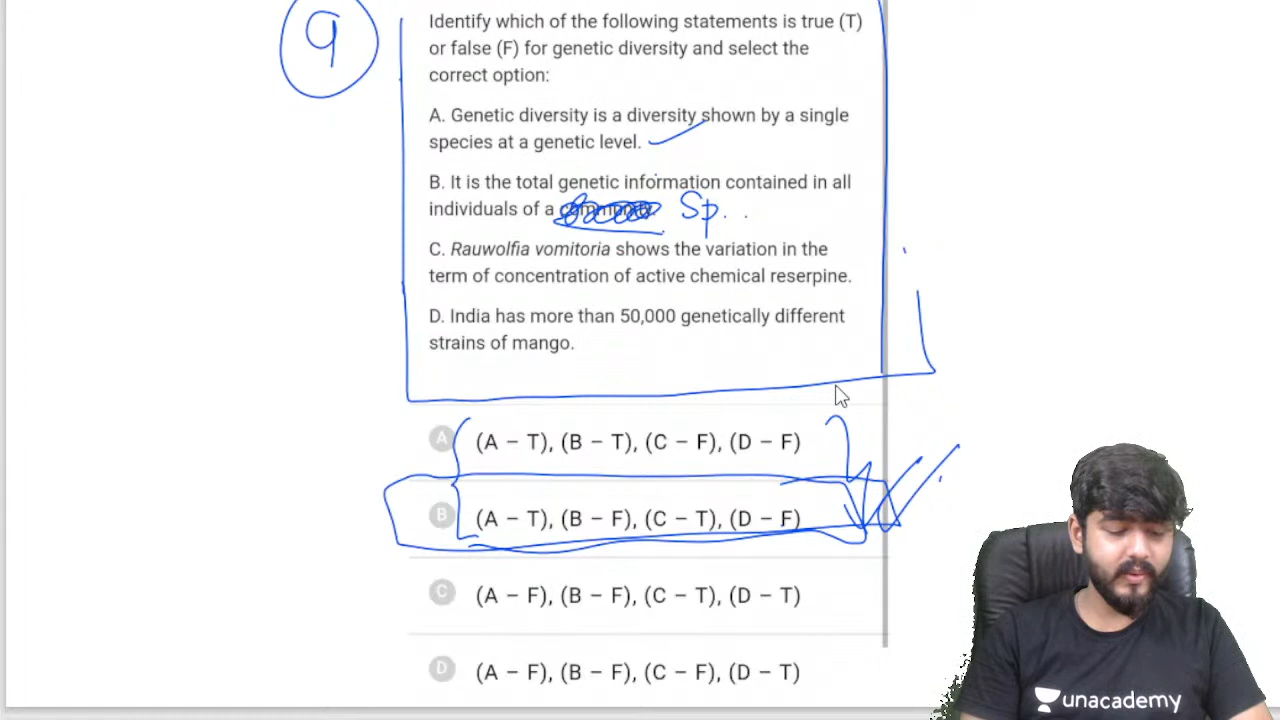 9
Identify which of the following statements is true (T)
or false (F) for genetic diversity and select the
correct option:
A. Genetic diversity is a diversity shown by a single
species at a genetic level.
B. It is the total genetic information contained in all
individuals of a community. Sp..
C. Rauwolfia vomitoria shows the variation in the
term of concentration of active chemical reserpine.
D. India has more than 50,000 genetically different
strains of mango.
A (A – T), (B – T), (C – F), (D – F)
B (A – T), (B – F), (C – T), (D – F)
C (A – F), (B – F), (C – T), (D – T)
D (A – F), (B – F), (C – F), (D – T)
unacademy